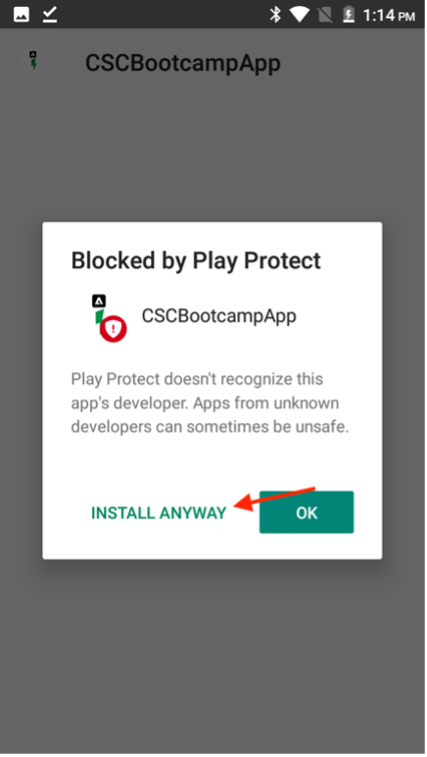 1:14 PM
CSCBootcampApp
Blocked by Play Protect
CSCBootcampApp
Play Protect doesn't recognize this
app's developer. Apps from unknown
developers can sometimes be unsafe.
INSTALL ANYWAY OK